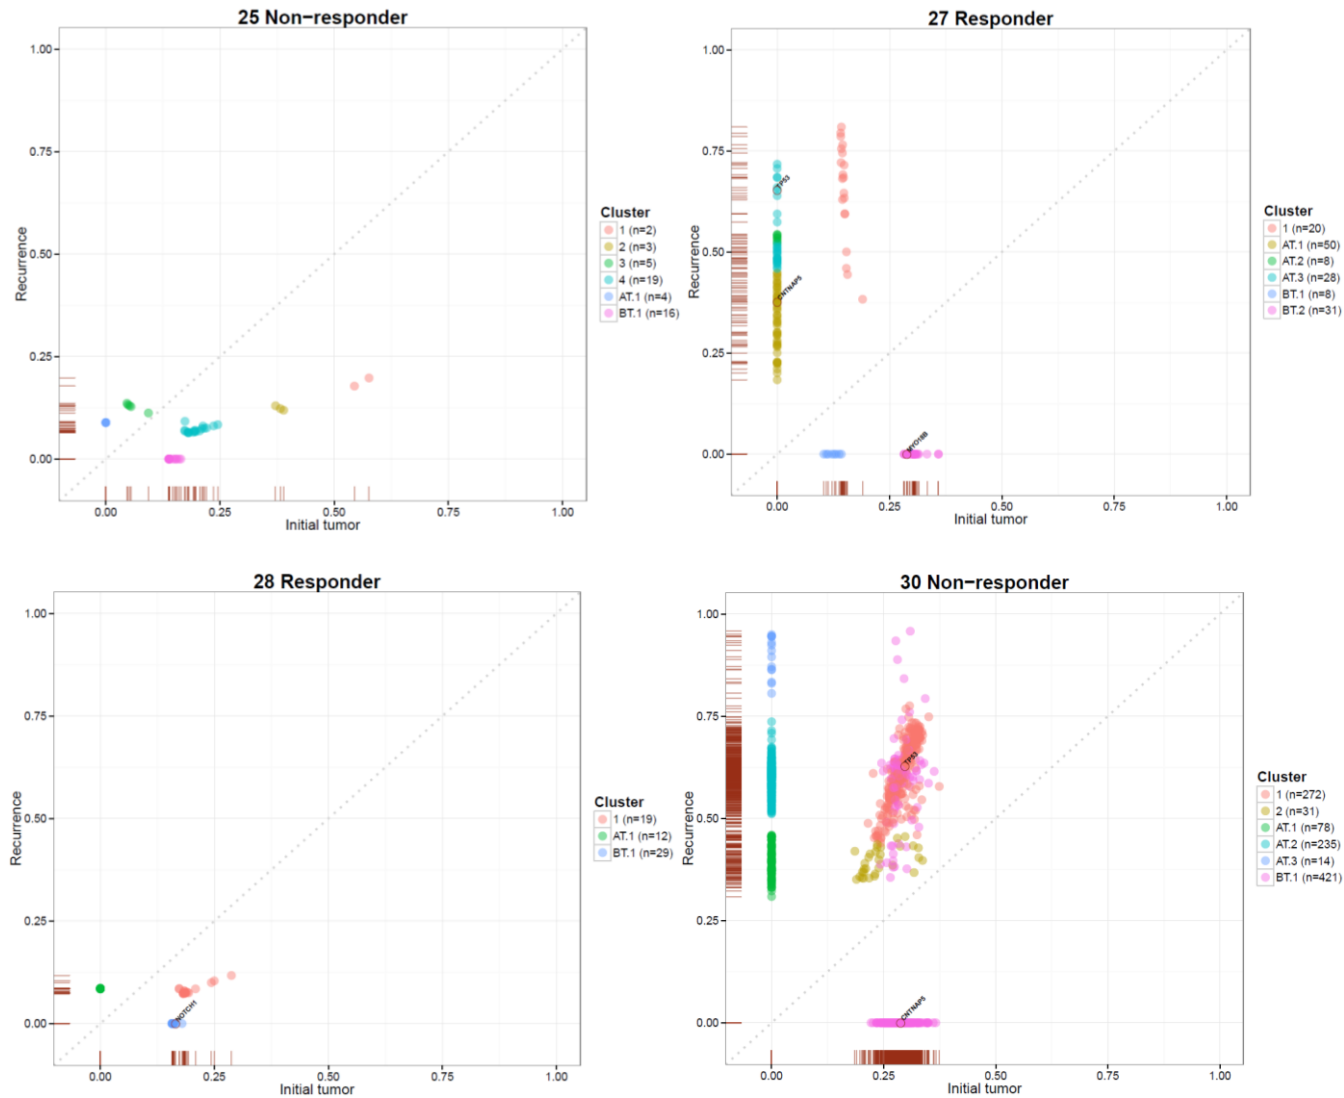 25 Non-responder
1.00
0.75
0.50
0.25
0.00
Recurrence
0.00 0.25 0.50 0.75 1.00
Initial tumor
Cluster
1 (n=2)
2 (n=3)
3 (n=5)
4 (n=19)
AT.1 (n=4)
BT.1 (n=16)
27 Responder
1.00
0.75
0.50
0.25
0.00
Recurrence
TP53
CNTNAP5
MYO18B
0.00 0.25 0.50 0.75 1.00
Initial tumor
Cluster
1 (n=20)
AT.1 (n=50)
AT.2 (n=8)
AT.3 (n=28)
BT.1 (n=8)
BT.2 (n=31)
28 Responder
1.00
0.75
0.50
0.25
0.00
Recurrence
NOTCH1
0.00 0.25 0.50 0.75 1.00
Initial tumor
Cluster
1 (n=19)
AT.1 (n=12)
BT.1 (n=29)
30 Non-responder
1.00
0.75
0.50
0.25
0.00
Recurrence
TP53
CNTNAP5
0.00 0.25 0.50 0.75 1.00
Initial tumor
Cluster
1 (n=272)
2 (n=31)
AT.1 (n=78)
AT.2 (n=235)
AT.3 (n=14)
BT.1 (n=421)